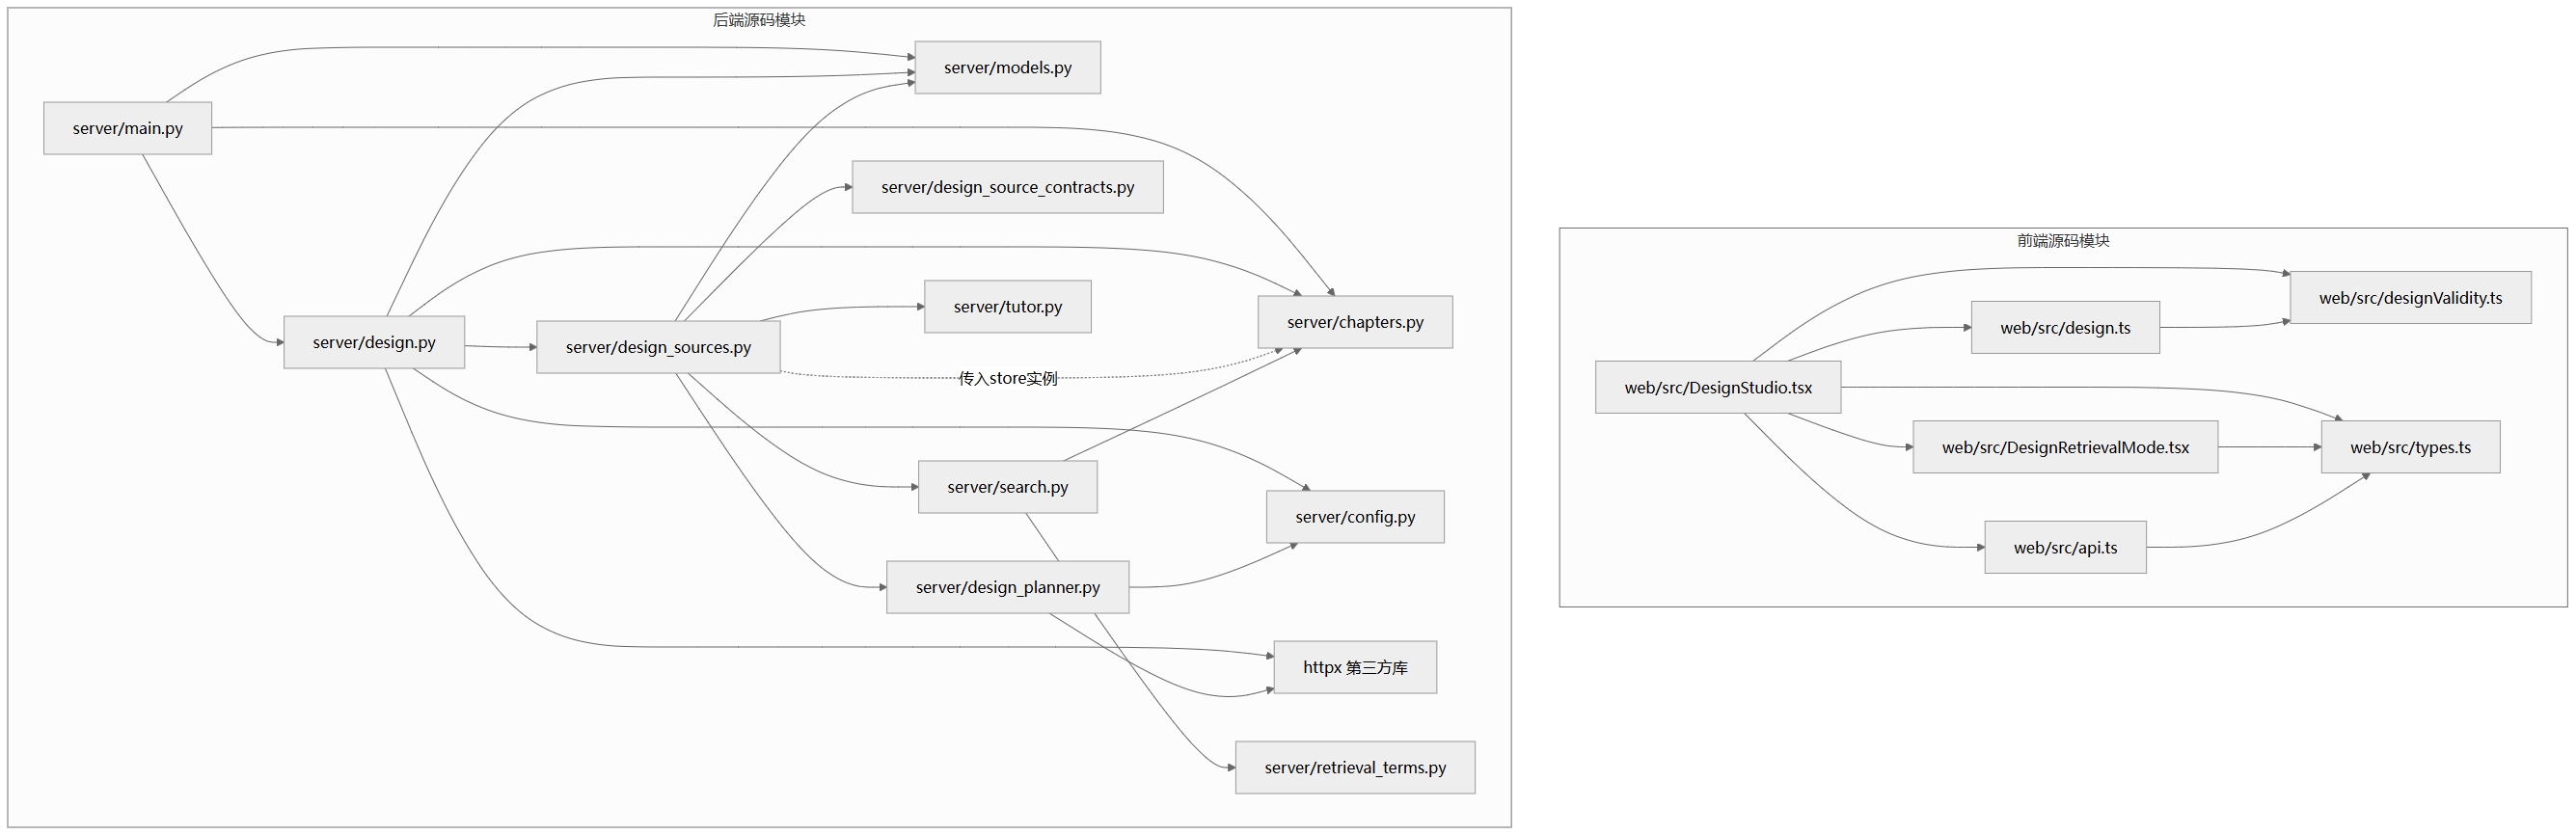 后端源码模块
server/models.py
server/main.py
server/design_source_contracts.py
server/tutor.py
server/chapters.py
server/design.py
server/design_sources.py
传入store实例
server/search.py
server/config.py
server/design_planner.py
httpx 第三方库
server/retrieval_terms.py
前端源码模块
web/src/designValidity.ts
web/src/design.ts
web/src/DesignStudio.tsx
web/src/DesignRetrievalMode.tsx
web/src/types.ts
web/src/api.ts